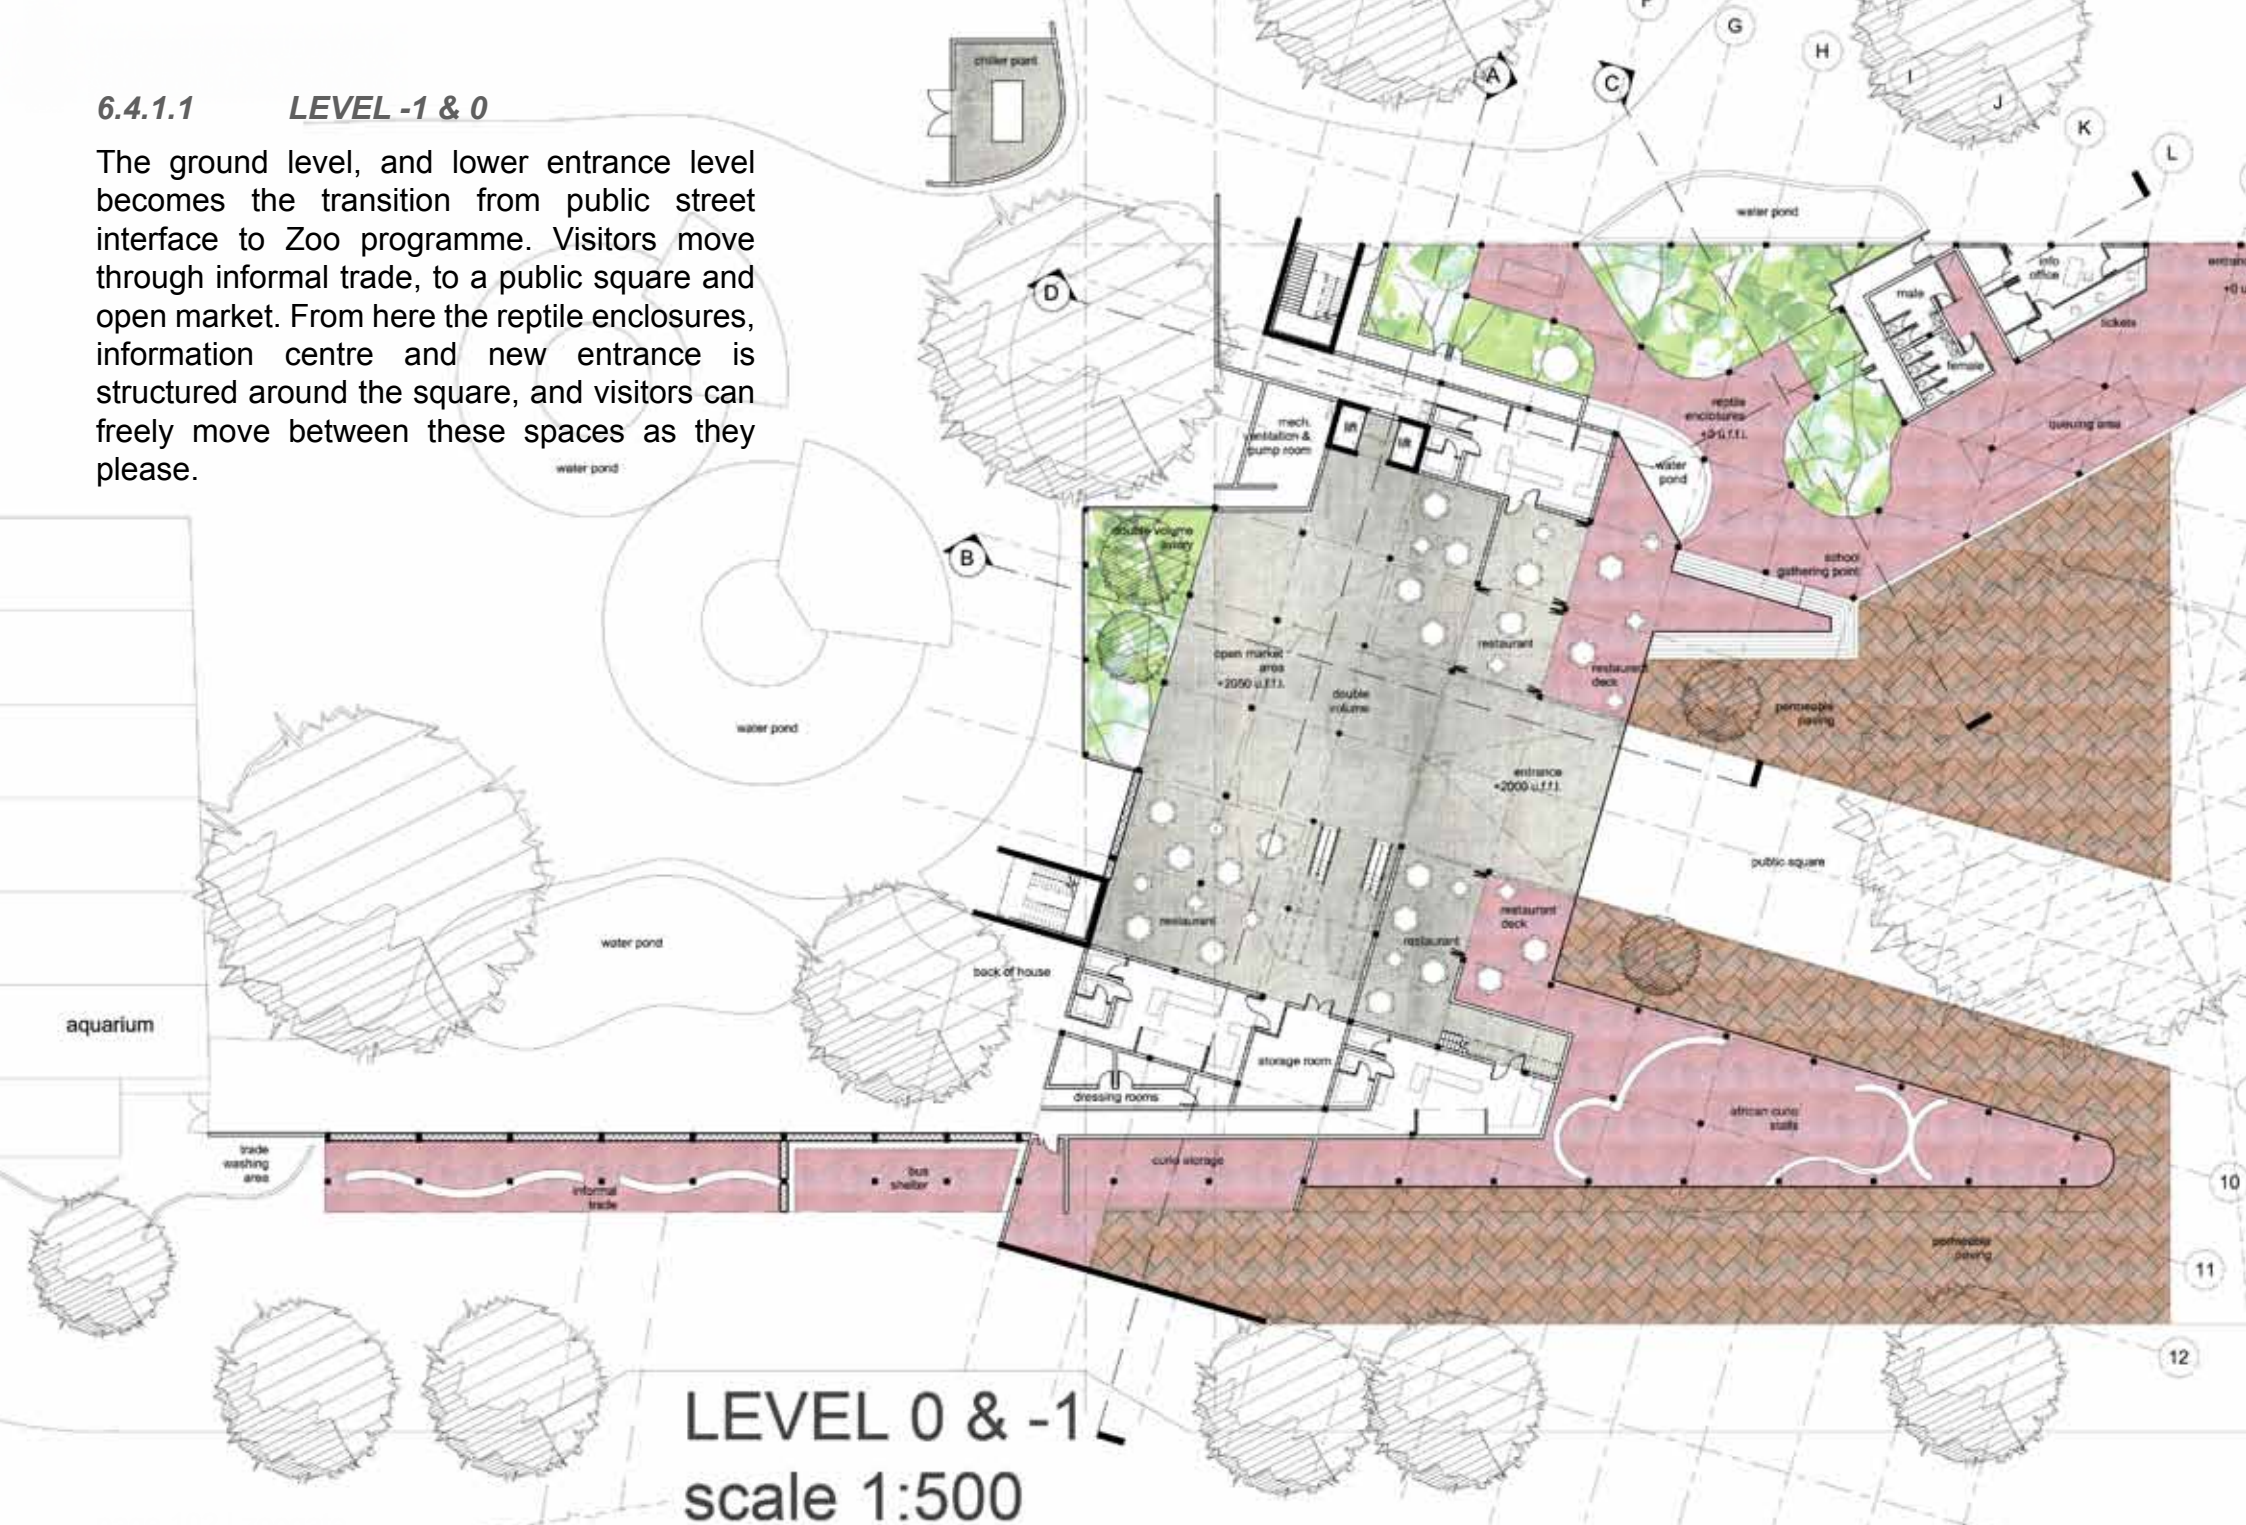 6.4.1.1 LEVEL -1 & 0
The ground level, and lower entrance level
becomes the transition from public street
interface to Zoo programme. Visitors move
through informal trade, to a public square and
open market. From here the reptile enclosures,
information centre and new entrance is
structured around the square, and visitors can
freely move between these spaces as they
please.
chiller plant
A
C
G
H
I
J
K
L
D
B
water pond
info
office
male
female
tickets
+0 u
queuing area
reptile
enclosures
+0 u.f.f.l.
water
pond
school
gathering point
mech.
ventilation &
pump room
lift
lift
double volume
aviary
open market
area
+2050 u.f.f.l.
double
volume
restaurant
restaurant
deck
permeable
paving
entrance
+2000 u.f.f.l.
public square
restaurant
restaurant
restaurant
deck
water pond
water pond
water pond
back of house
storage room
dressing rooms
aquarium
trade
washing
area
informal
trade
bus
shelter
curio storage
african curio
stalls
permeable
paving
10
11
12
LEVEL 0 & -1
scale 1:500